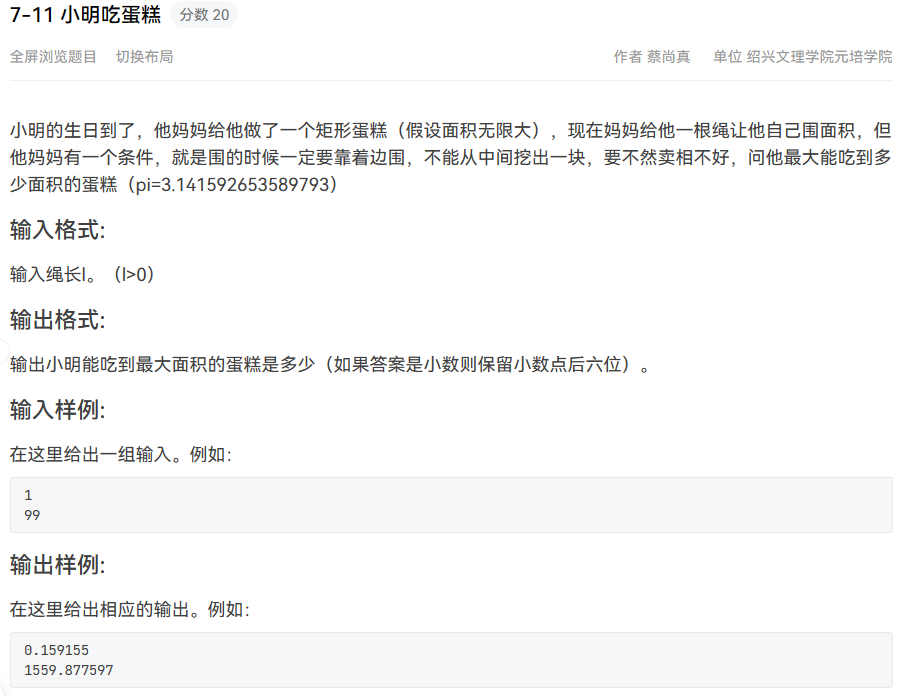 7-11 小明吃蛋糕 分数 20
全屏浏览题目 切换布局 作者 蔡尚真 单位 绍兴文理学院元培学院
小明的生日到了，他妈妈给他做了一个矩形蛋糕（假设面积无限大），现在妈妈给他一根绳让他自己围面积，但
他妈妈有一个条件，就是围的时候一定要靠着边围，不能从中间挖出一块，要不然卖相不好，问他最大能吃到多
少面积的蛋糕（pi=3.141592653589793）
输入格式:
输入绳长l。（l>0）
输出格式:
输出小明能吃到最大面积的蛋糕是多少（如果答案是小数则保留小数点后六位）。
输入样例:
在这里给出一组输入。例如：
1
99
输出样例:
在这里给出相应的输出。例如：
0.159155
1559.877597